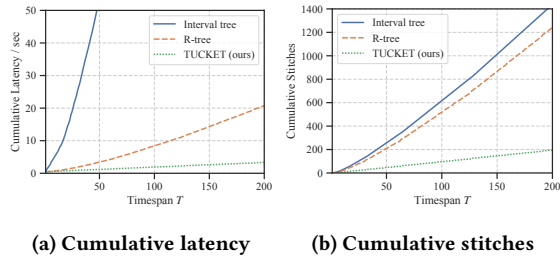 Cumulative Latency / sec
50
40
30
20
10
0
Interval tree
R-tree
TUCKET (ours)
50
100
150
200
Timespan T
(a) Cumulative latency
Cumulative Stitches
1400
1200
1000
800
600
400
200
0
Interval tree
R-tree
TUCKET (ours)
50
100
150
200
Timespan T
(b) Cumulative stitches